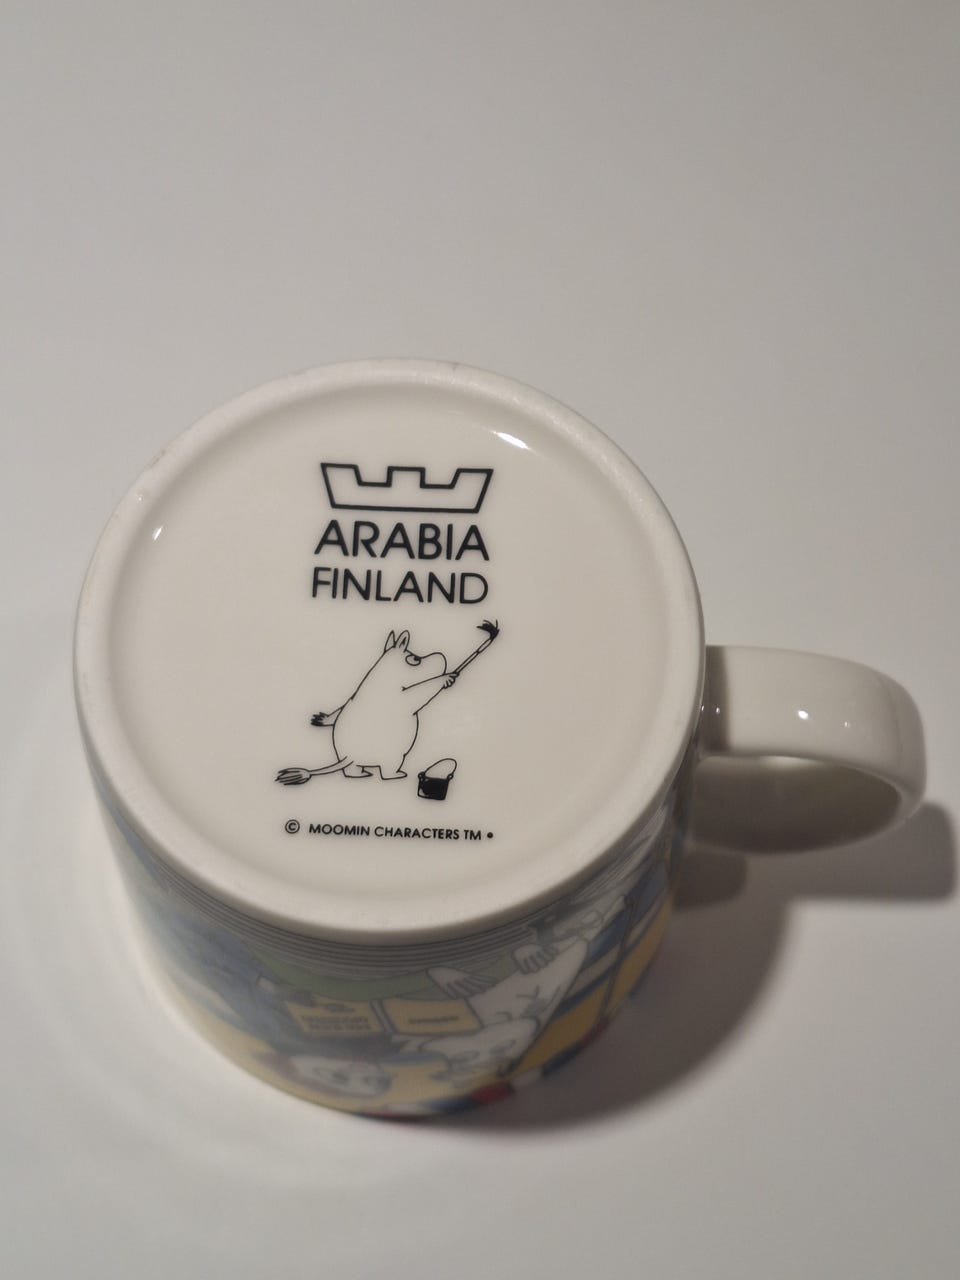 ARABIA
FINLAND
© MOOMIN CHARACTERS TM •